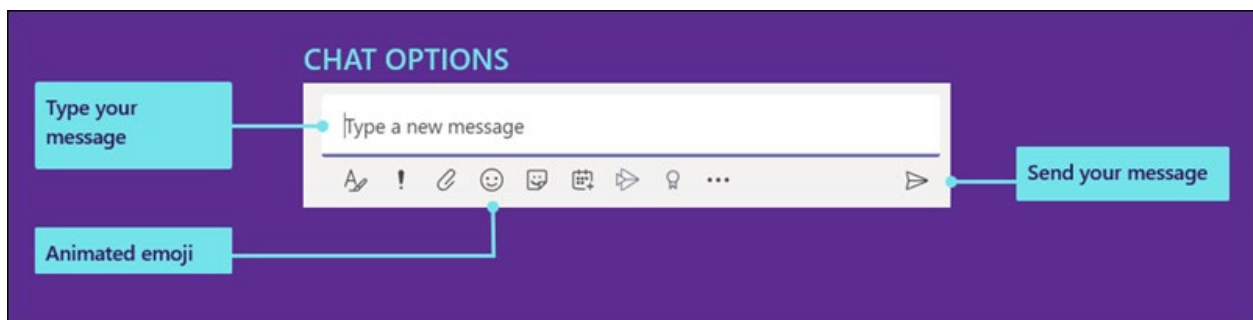 CHAT OPTIONS
Type your
message
Type a new message
Send your message
Animated emoji